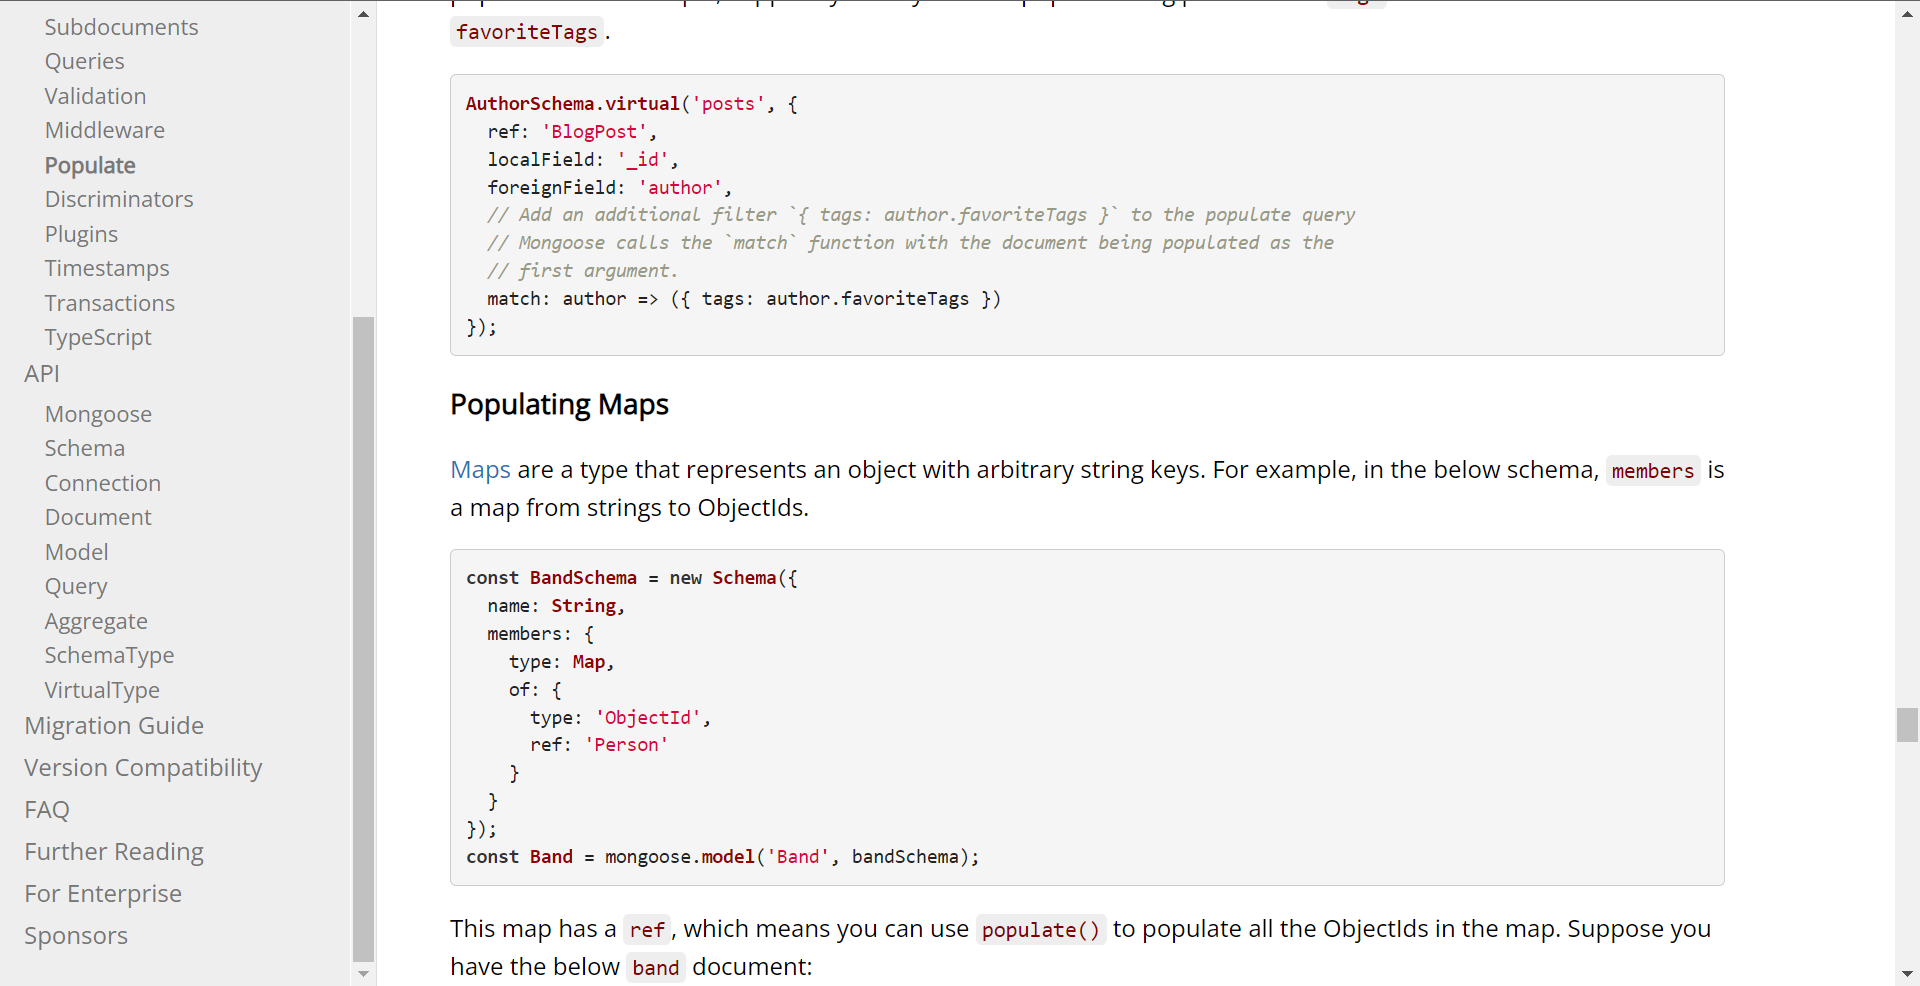 Subdocuments
Queries
Validation
Middleware
Populate
Discriminators
Plugins
Timestamps
Transactions
TypeScript
API
Mongoose
Schema
Connection
Document
Model
Query
Aggregate
SchemaType
VirtualType
Migration Guide
Version Compatibility
FAQ
Further Reading
For Enterprise
Sponsors
favoriteTags.
AuthorSchema.virtual('posts', {
  ref: 'BlogPost',
  localField: '_id',
  foreignField: 'author',
  // Add an additional filter `{ tags: author.favoriteTags }` to the populate query
  // Mongoose calls the `match` function with the document being populated as the
  // first argument.
  match: author => ({ tags: author.favoriteTags })
});
Populating Maps
Maps are a type that represents an object with arbitrary string keys. For example, in the below schema, members is
a map from strings to ObjectIds.
const BandSchema = new Schema({
  name: String,
  members: {
    type: Map,
    of: {
      type: 'ObjectId',
      ref: 'Person'
    }
  }
});
const Band = mongoose.model('Band', bandSchema);
This map has a ref, which means you can use populate() to populate all the ObjectIds in the map. Suppose you
have the below band document: